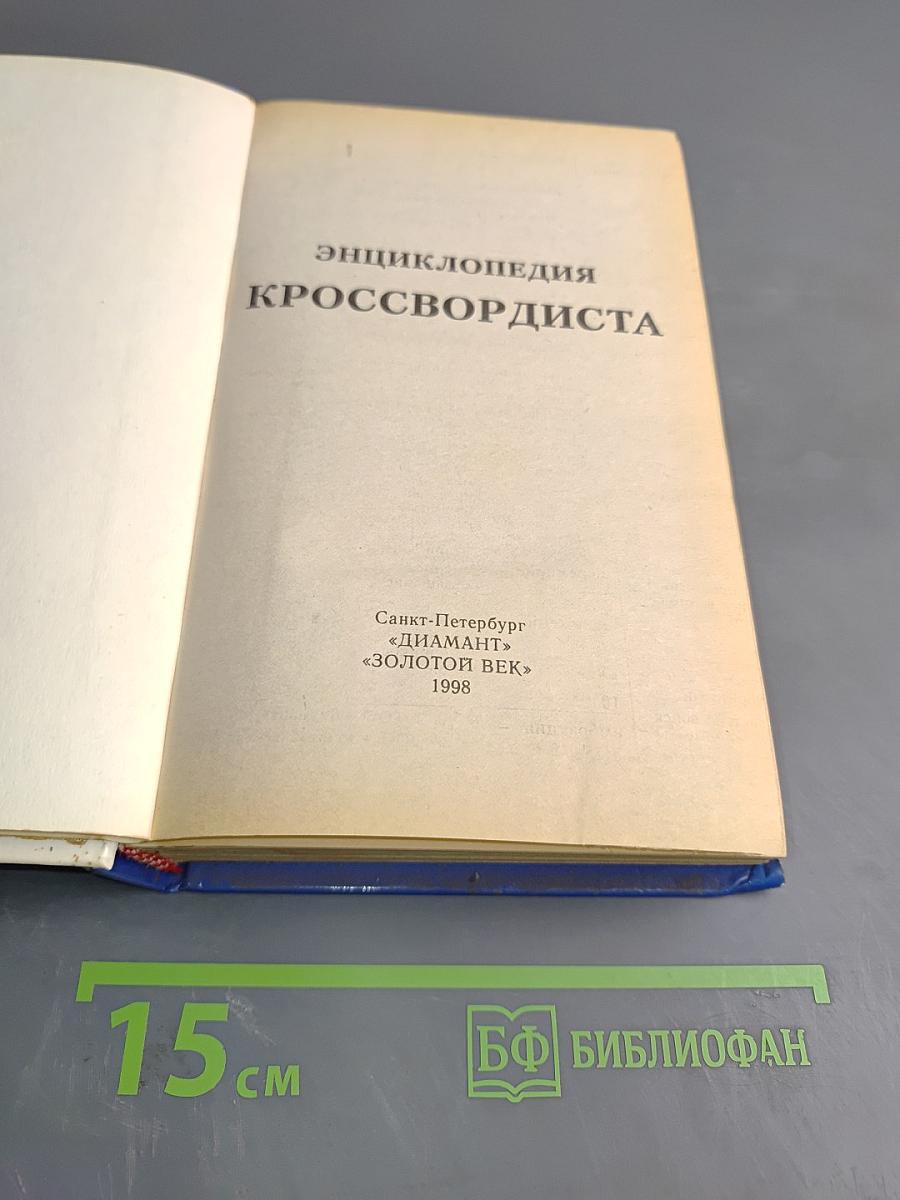 ЭНЦИКЛОПЕДИЯ
КРОССВОРДИСТА
Санкт-Петербург
«ДИАМАНТ»
«ЗОЛОТОЙ ВЕК»
1998
15 см
БФ БИБЛИОФАН